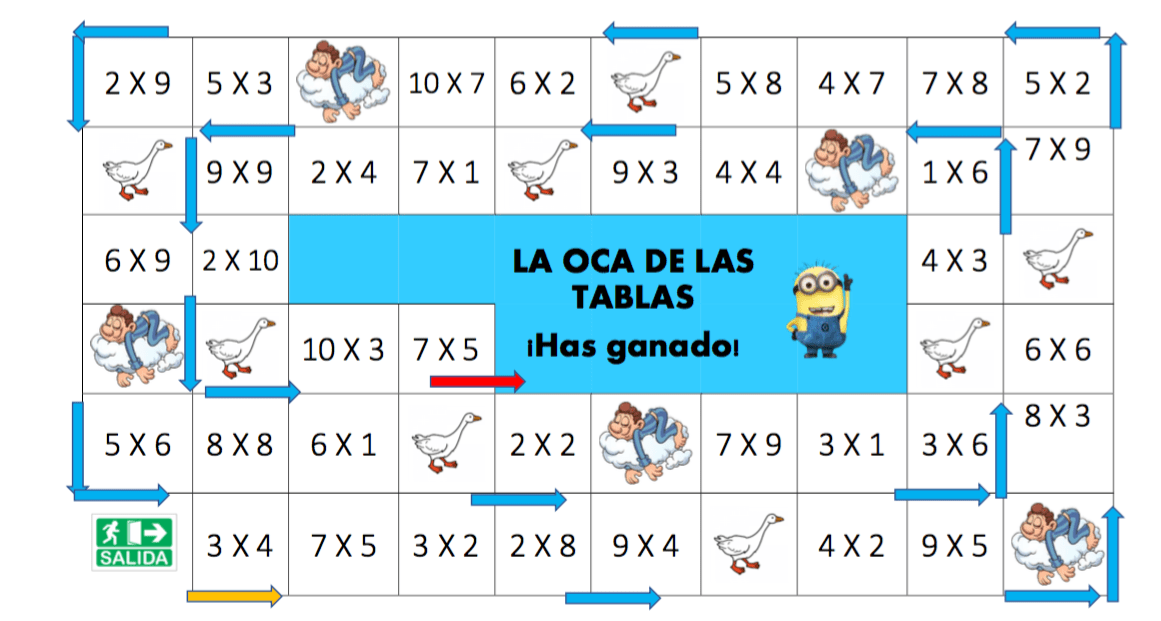 2 X 9 5 X 3 10 X 7 6 X 2 5 X 8 4 X 7 7 X 8 5 X 2
9 X 9 2 X 4 7 X 1 9 X 3 4 X 4 1 X 6 7 X 9
6 X 9 2 X 10 4 X 3
LA OCA DE LAS
TABLAS
10 X 3 7 X 5 6 X 6
¡Has ganado!
5 X 6 8 X 8 6 X 1 2 X 2 7 X 9 3 X 1 3 X 6 8 X 3
SALIDA 3 X 4 7 X 5 3 X 2 2 X 8 9 X 4 4 X 2 9 X 5